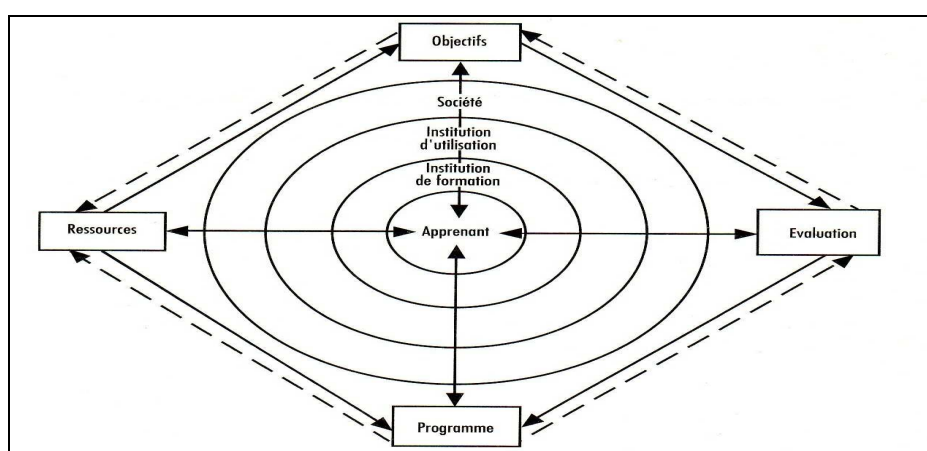 Objectifs
Société
Institution
d'utilisation
Institution
de formation
Ressources
Apprenant
Evaluation
Programme